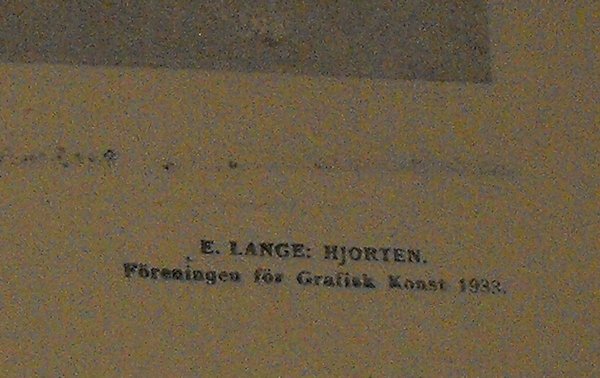 E. LANGE: HJORTEN.
Föreningen för Grafisk Konst 1933.